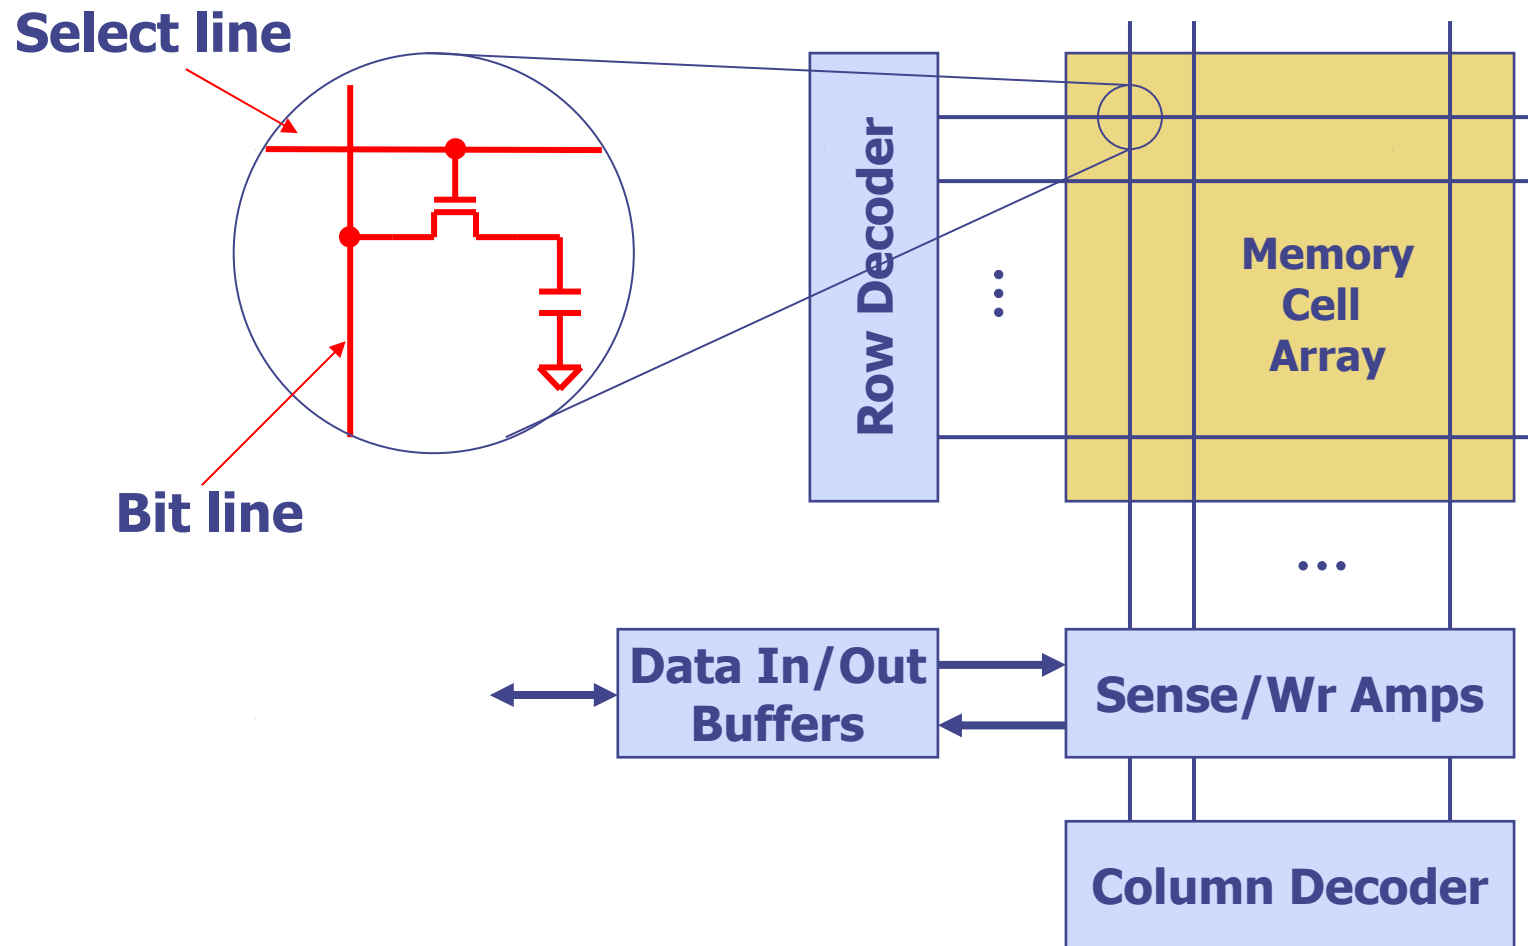 Select line
Bit line
Row Decoder
Memory
Cell
Array
Data In/Out
Buffers
Sense/Wr Amps
Column Decoder